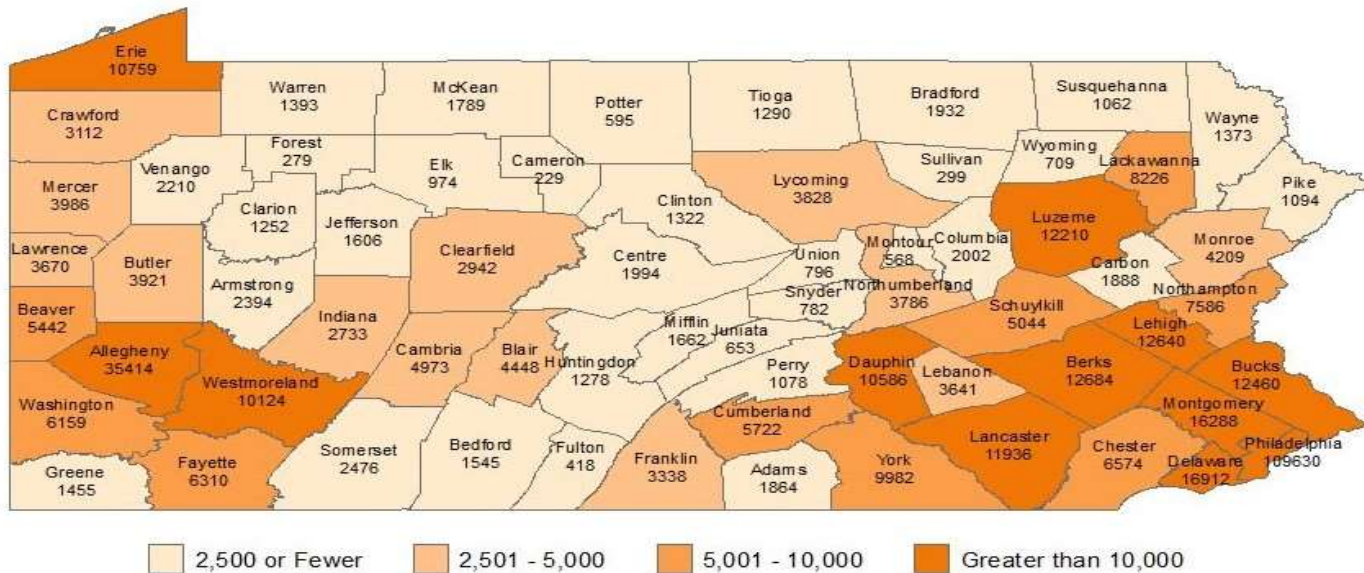 Erie
10759
Warren
1393
McKean
1789
Potter
595
Tioga
1290
Bradford
1932
Susquehanna
1062
Wayne
1373
Crawford
3112
Forest
279
Venango
2210
Elk
974
Cameron
229
Sullivan
299
Wyoming
709
Lackawanna
8226
Pike
1094
Mercer
3986
Clarion
1252
Jefferson
1606
Clearfield
2942
Clinton
1322
Lycoming
3828
Luzerne
12210
Monroe
4209
Lawrence
3670
Butler
3921
Armstrong
2394
Centre
1994
Union
796
Montour
568
Columbia
2002
Carbon
1888
Northampton
7586
Beaver
5442
Indiana
2733
Snyder
782
Northumberland
3786
Schuylkill
5044
Lehigh
12640
Allegheny
35414
Westmoreland
10124
Cambria
4973
Blair
4448
Huntingdon
1278
Mifflin
1662
Juniata
653
Perry
1078
Dauphin
10586
Lebanon
3641
Berks
12684
Bucks
12460
Montgomery
16288
Washington
6159
Cumberland
5722
Lancaster
11936
Chester
6574
Philadelphia
109630
Delaware
16912
Greene
1455
Fayette
6310
Somerset
2476
Bedford
1545
Fulton
418
Franklin
3338
Adams
1864
York
9982
2,500 or Fewer
2,501 - 5,000
5,001 - 10,000
Greater than 10,000